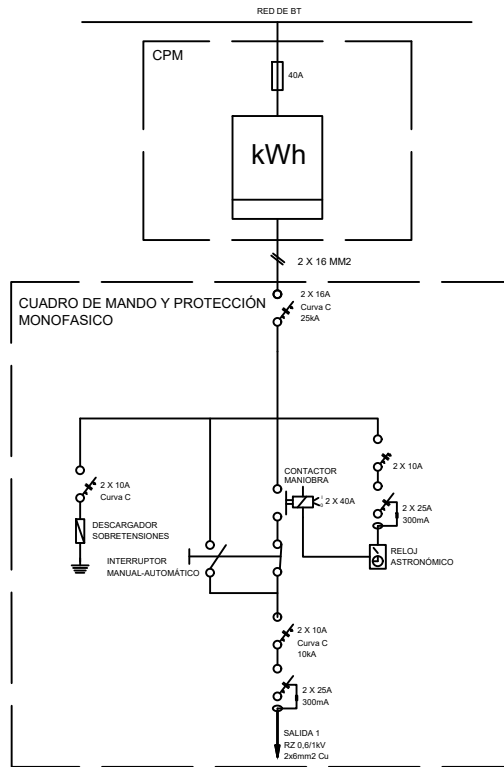 RED DE BT
CPM
40A
kWh
2 X 16 MM2
CUADRO DE MANDO Y PROTECCIÓN
MONOFASICO
2 X 16A
Curva C
25kA
2 X 10A
Curva C
DESCARGADOR
SOBRETENSIONES
INTERRUPTOR
MANUAL-AUTOMÁTICO
CONTACTOR
MANIOBRA
2 X 40A
2 X 10A
2 X 25A
300mA
RELOJ
ASTRONÓMICO
2 X 10A
Curva C
10kA
2 X 25A
300mA
SALIDA 1
RZ 0,6/1kV
2x6mm2 Cu